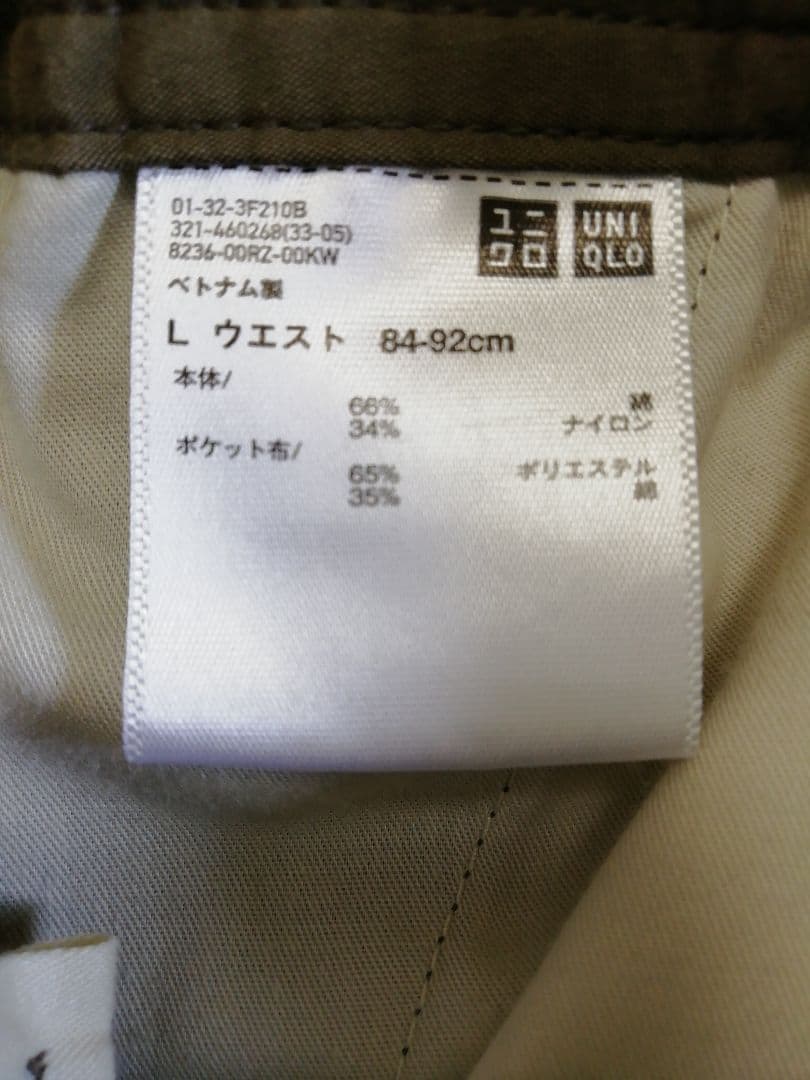 01-32-3F210B
321-460268(33-05)
8236-00RZ-00KW
ユニ
クロ
UNI
QLO
ベトナム製
L ウエスト 84-92cm
本体/
66% 綿
34% ナイロン
ポケット布/
65% ポリエステル
35% 綿